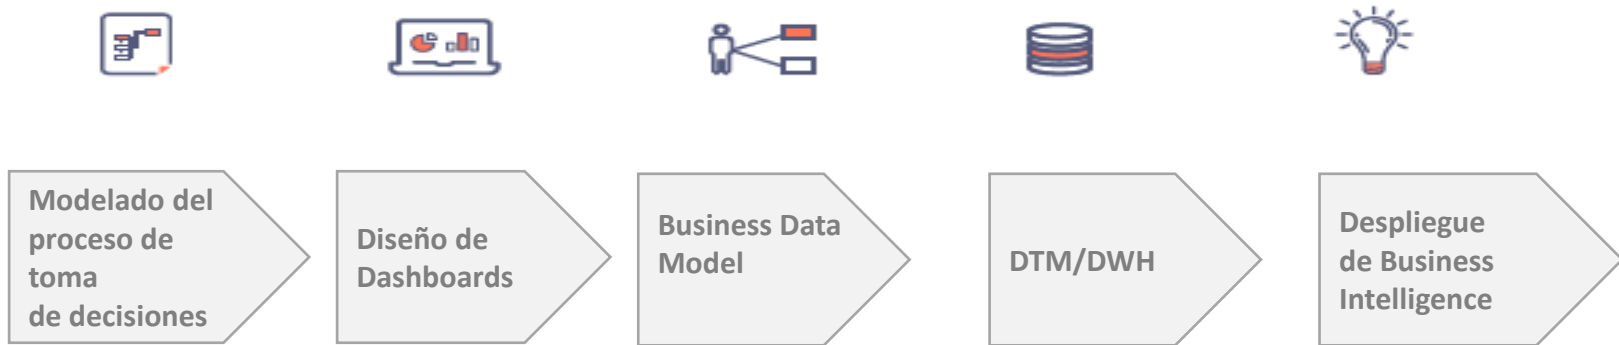 Modelado del
proceso de
toma
de decisiones
Diseño de
Dashboards
Business Data
Model
DTM/DWH
Despliegue
de Business
Intelligence